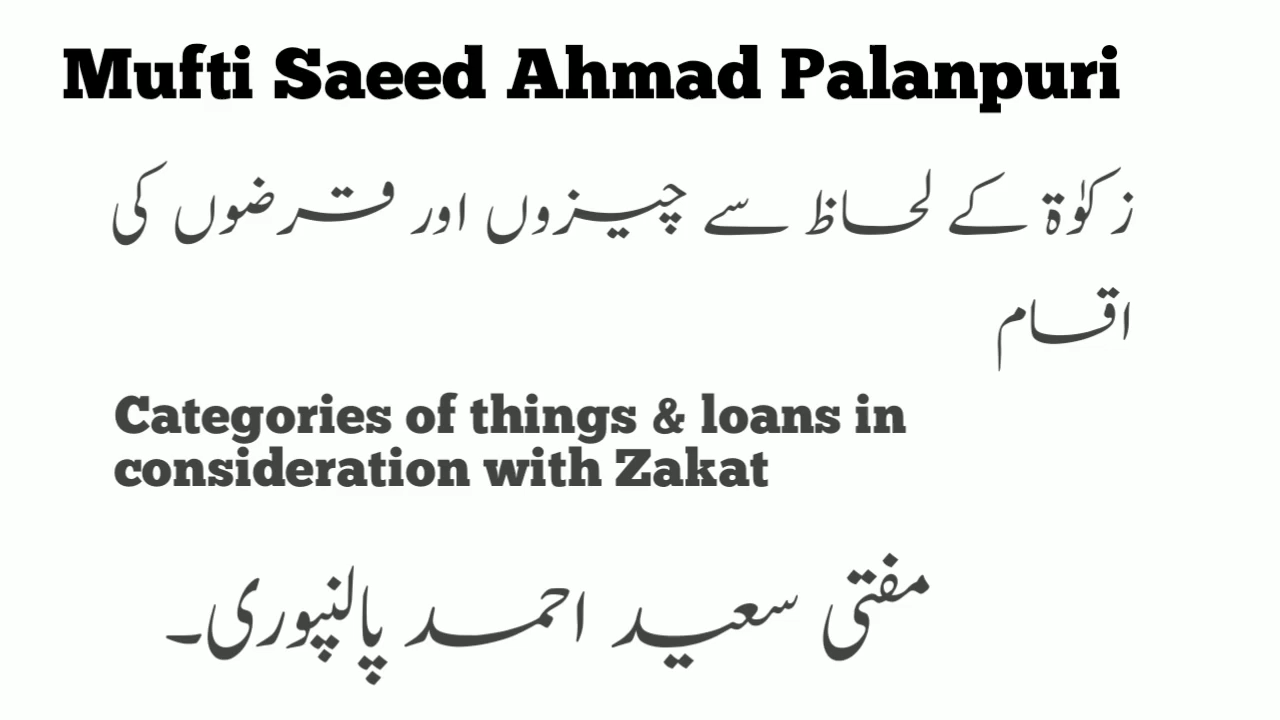 Mufti Saeed Ahmad Palanpuri
زکوٰۃ کے لحاظ سے چیزوں اور قرضوں کی
اقسام
Categories of things & loans in
consideration with Zakat
مفتی سعید احمد پالنپوری۔